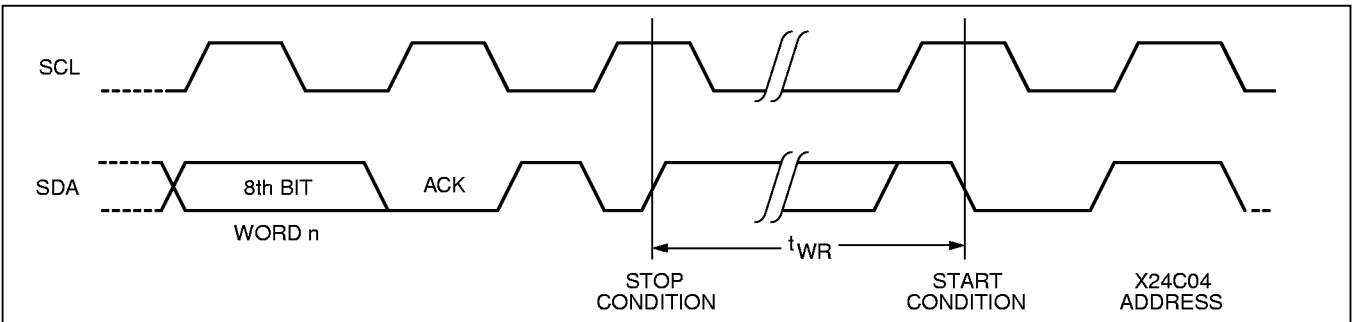 SCL
SDA
8th BIT
ACK
WORD n
tWR
STOP
CONDITION
START
CONDITION
X24C04
ADDRESS